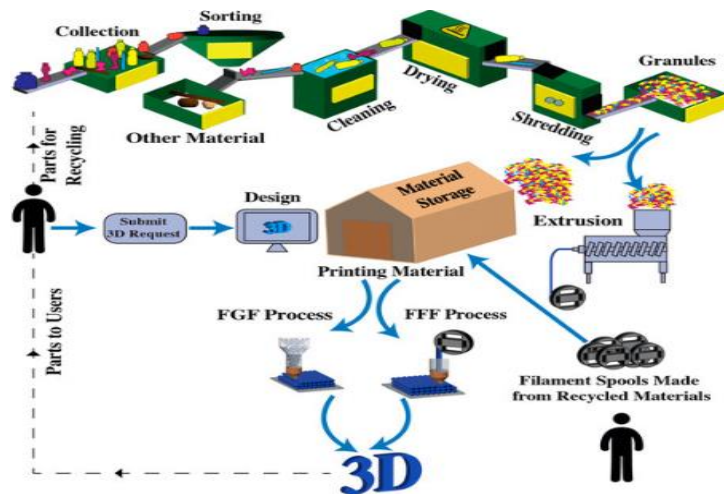 Sorting
Collection
Granules
Drying
Other Material
Cleaning
Shredding
Parts for
Recycling
Submit
3D Request
Design
3D
Material
Storage
Extrusion
Printing Material
FGF Process
FFF Process
Parts to Users
Filament Spools Made
from Recycled Materials
3D